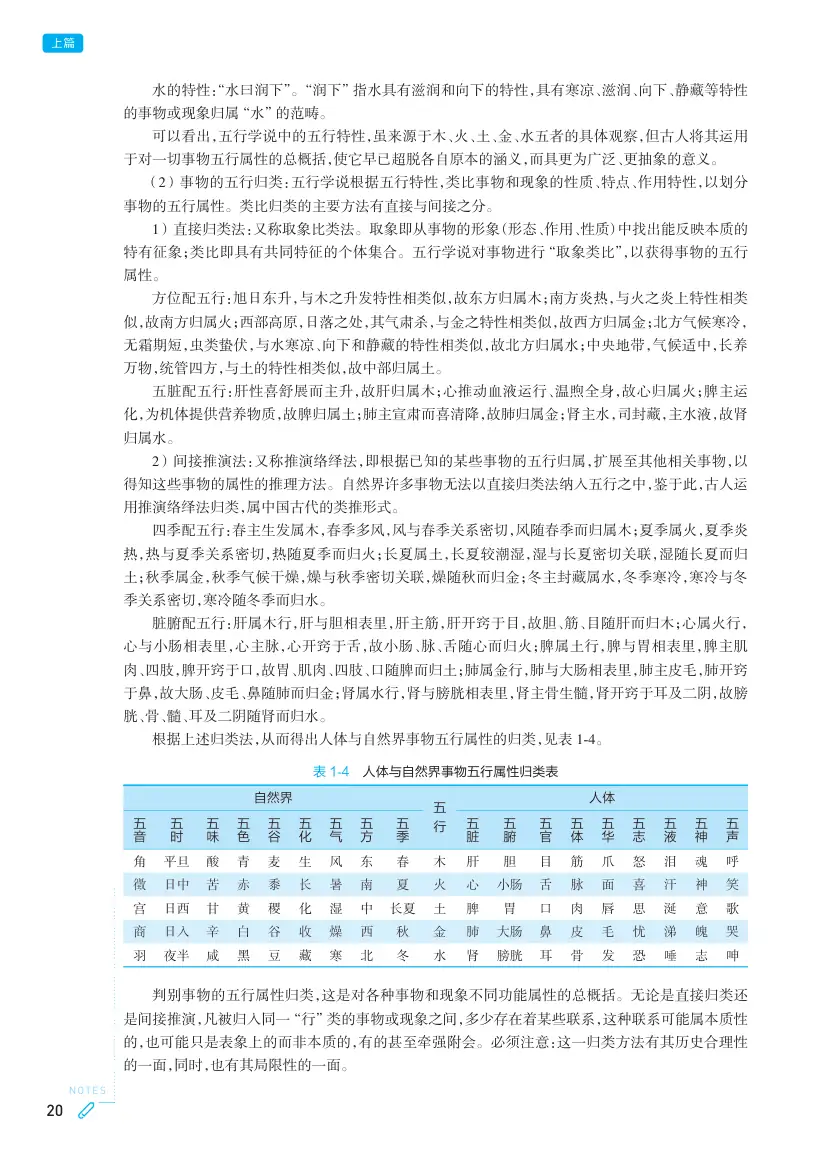 上篇
水的特性：“水曰润下”。“润下”指水具有滋润和向下的特性，具有寒凉、滋润、向下、静藏等特性
的事物或现象归属“水”的范畴。
可以看出，五行学说中的五行特性，虽来源于木、火、土、金、水五者的具体观察，但古人将其运用
于对一切事物五行属性的总概括，使它早已超脱各自原本的涵义，而具更为广泛、更抽象的意义。
（2）事物的五行归类：五行学说根据五行特性，类比事物和现象的性质、特点、作用特性，以划分
事物的五行属性。类比归类的主要方法有直接与间接之分。
1）直接归类法：又称取象比类法。取象即从事物的形象（形态、作用、性质）中找出能反映本质的
特有征象；类比即具有共同特征的个体集合。五行学说对事物进行“取象类比”，以获得事物的五行
属性。
方位配五行：旭日东升，与木之升发特性相类似，故东方归属木；南方炎热，与火之炎上特性相类
似，故南方归属火；西部高原，日落之处，其气肃杀，与金之特性相类似，故西方归属金；北方气候寒冷，
无霜期短，虫类蛰伏，与水寒凉、向下和静藏的特性相类似，故北方归属水；中央地带，气候适中，长养
万物，统管四方，与土的特性相类似，故中部归属土。
五脏配五行：肝性喜舒展而主升，故肝归属木；心推动血液运行、温煦全身，故心归属火；脾主运
化，为机体提供营养物质，故脾归属土；肺主宣肃而喜清降，故肺归属金；肾主水，司封藏，主水液，故肾
归属水。
2）间接推演法：又称推演络绎法，即根据已知的某些事物的五行归属，扩展至其他相关事物，以
得知这些事物的属性的推理方法。自然界许多事物无法以直接归类法纳入五行之中，鉴于此，古人运
用推演络绎法归类，属中国古代的类推形式。
四季配五行：春主生发属木，春季多风，风与春季关系密切，风随春季而归属木；夏季属火，夏季炎
热，热与夏季关系密切，热随夏季而归火；长夏属土，长夏较潮湿，湿与长夏密切关联，湿随长夏而归
土；秋季属金，秋季气候干燥，燥与秋季密切关联，燥随秋而归金；冬主封藏属水，冬季寒冷，寒冷与冬
季关系密切，寒冷随冬季而归水。
脏腑配五行：肝属木行，肝与胆相表里，肝主筋，肝开窍于目，故胆、筋、目随肝而归木；心属火行，
心与小肠相表里，心主脉，心开窍于舌，故小肠、脉、舌随心而归火；脾属土行，脾与胃相表里，脾主肌
肉、四肢，脾开窍于口，故胃、肌肉、四肢、口随脾而归土；肺属金行，肺与大肠相表里，肺主皮毛，肺开窍
于鼻，故大肠、皮毛、鼻随肺而归金；肾属水行，肾与膀胱相表里，肾主骨生髓，肾开窍于耳及二阴，故膀
胱、骨、髓、耳及二阴随肾而归水。
根据上述归类法，从而得出人体与自然界事物五行属性的归类，见表1-4。
表1-4 人体与自然界事物五行属性归类表
自然界 五行 人体
五音 五时 五味 五色 五谷 五化 五气 五方 五季 五脏 五腑 五官 五体 五华 五志 五液 五神 五声
角 平旦 酸 青 麦 生 风 东 春 木 肝 胆 目 筋 爪 怒 泪 魂 呼
徵 日中 苦 赤 黍 长 暑 南 夏 火 心 小肠 舌 脉 面 喜 汗 神 笑
宫 日西 甘 黄 稷 化 湿 中 长夏 土 脾 胃 口 肉 唇 思 涎 意 歌
商 日入 辛 白 谷 收 燥 西 秋 金 肺 大肠 鼻 皮 毛 忧 涕 魄 哭
羽 夜半 咸 黑 豆 藏 寒 北 冬 水 肾 膀胱 耳 骨 发 恐 唾 志 呻
判别事物的五行属性归类，这是对各种事物和现象不同功能属性的总概括。无论是直接归类还
是间接推演，凡被归入同一“行”类的事物或现象之间，多少存在着某些联系，这种联系可能属本质性
的，也可能只是表象上的而非本质的，有的甚至牵强附会。必须注意：这一归类方法有其历史合理性
的一面，同时，也有其局限性的一面。
NOTES
20